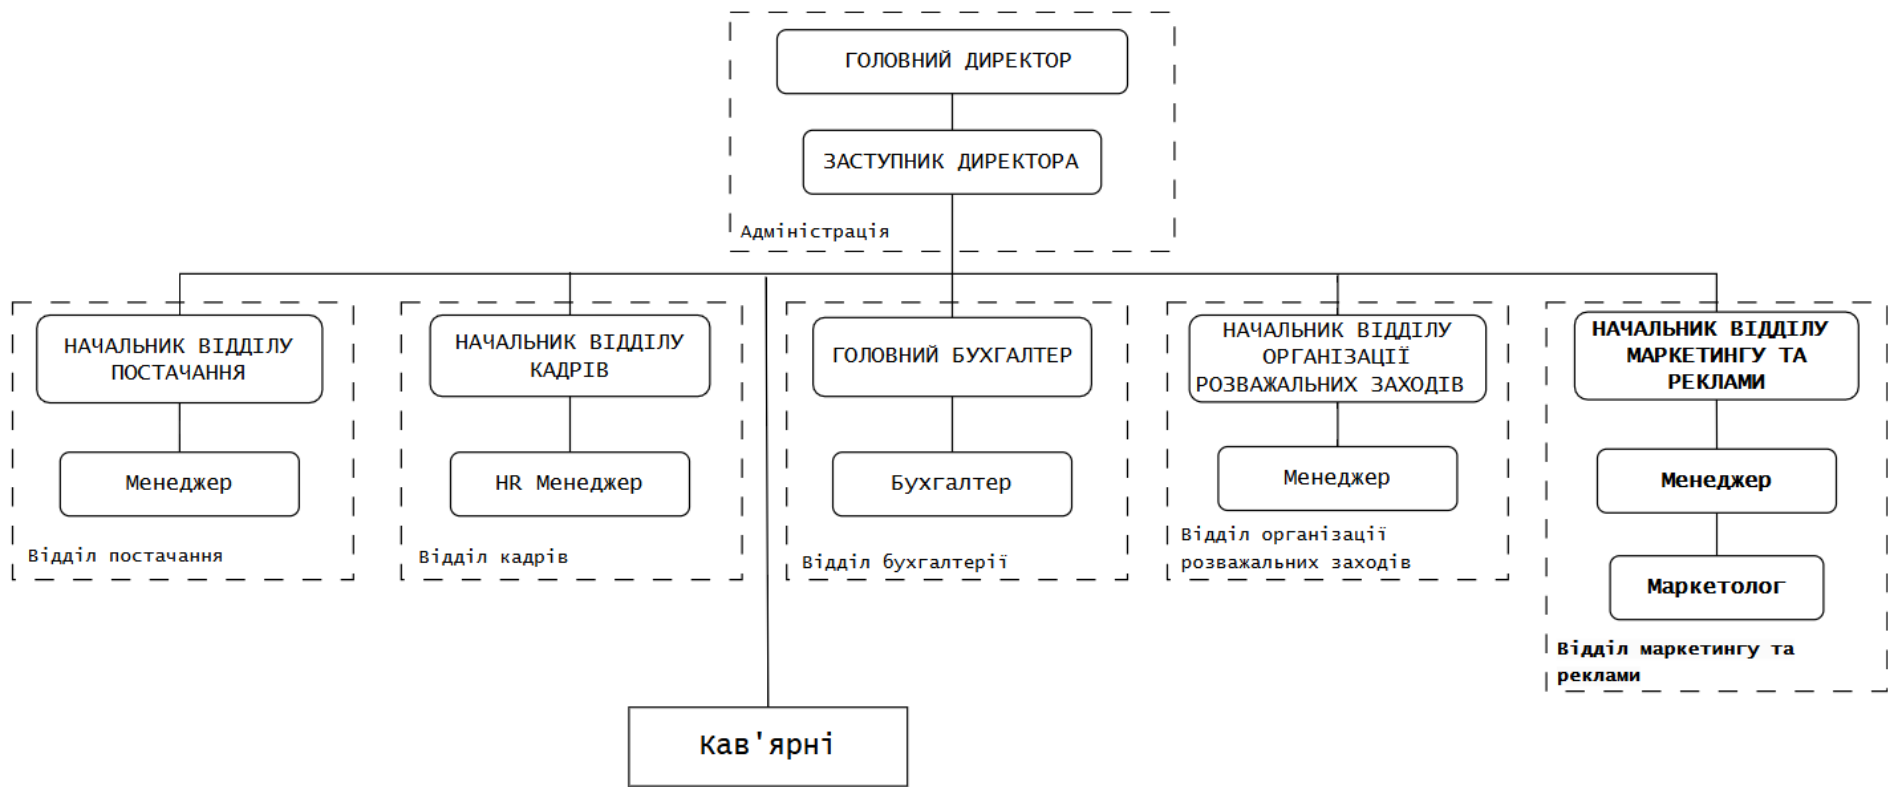 ГОЛОВНИЙ ДИРЕКТОР
ЗАСТУПНИК ДИРЕКТОРА
Адміністрація
НАЧАЛЬНИК ВІДДІЛУ
ПОСТАЧАННЯ
Менеджер
Відділ постачання
НАЧАЛЬНИК ВІДДІЛУ
КАДРІВ
HR Менеджер
Відділ кадрів
ГОЛОВНИЙ БУХГАЛТЕР
Бухгалтер
Відділ бухгалтерії
НАЧАЛЬНИК ВІДДІЛУ
ОРГАНІЗАЦІЇ
РОЗВАЖАЛЬНИХ ЗАХОДІВ
Менеджер
Відділ організації
розважальних заходів
НАЧАЛЬНИК ВІДДІЛУ
МАРКЕТИНГУ ТА
РЕКЛАМИ
Менеджер
Маркетолог
Відділ маркетингу та
реклами
Кав'ярні